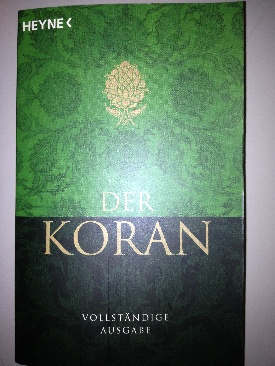 HEYNE<
DER
KORAN
VOLLSTÄNDIGE
AUSGABE